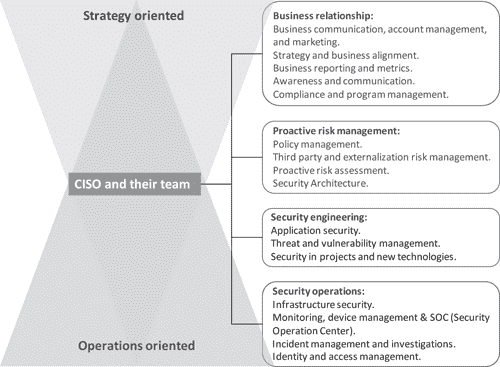 Strategy oriented
CISO and their team
Operations oriented
Business relationship:
Business communication, account management,
and marketing.
Strategy and business alignment.
Business reporting and metrics.
Awareness and communication.
Compliance and program management.
Proactive risk management:
Policy management.
Third party and externalization risk management.
Proactive risk assessment.
Security Architecture.
Security engineering:
Application security.
Threat and vulnerability management.
Security in projects and new technologies.
Security operations:
Infrastructure security.
Monitoring, device management & SOC (Security
Operation Center).
Incident management and investigations.
Identity and access management.